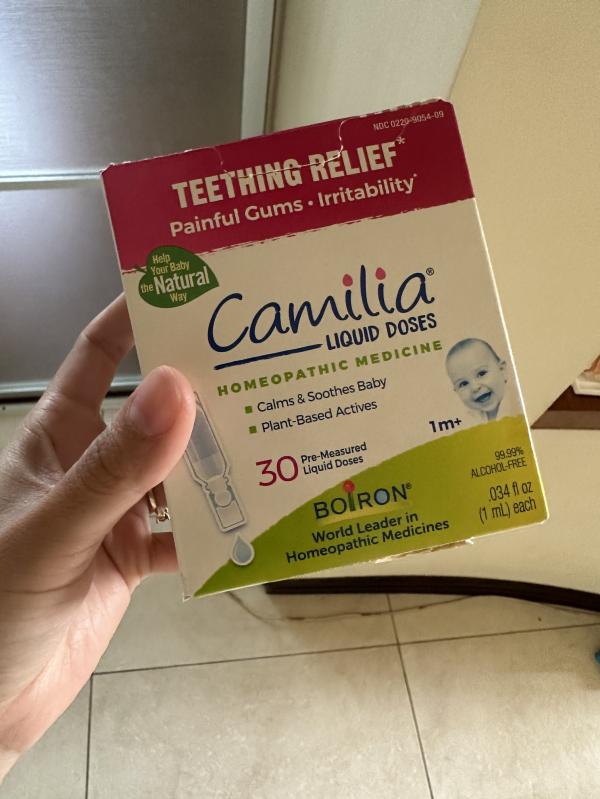 NDC 0220-9054-09
TEETHING RELIEF*
Painful Gums • Irritability*
Help
Your Baby
the Natural
Way
Camilia®
LIQUID DOSES
HOMEOPATHIC MEDICINE
Calms & Soothes Baby
Plant-Based Actives
1m+
30 Pre-Measured
Liquid Doses
99.99%
ALCOHOL-FREE
BOIRON®
World Leader in
Homeopathic Medicines
.034 fl oz
(1 mL) each